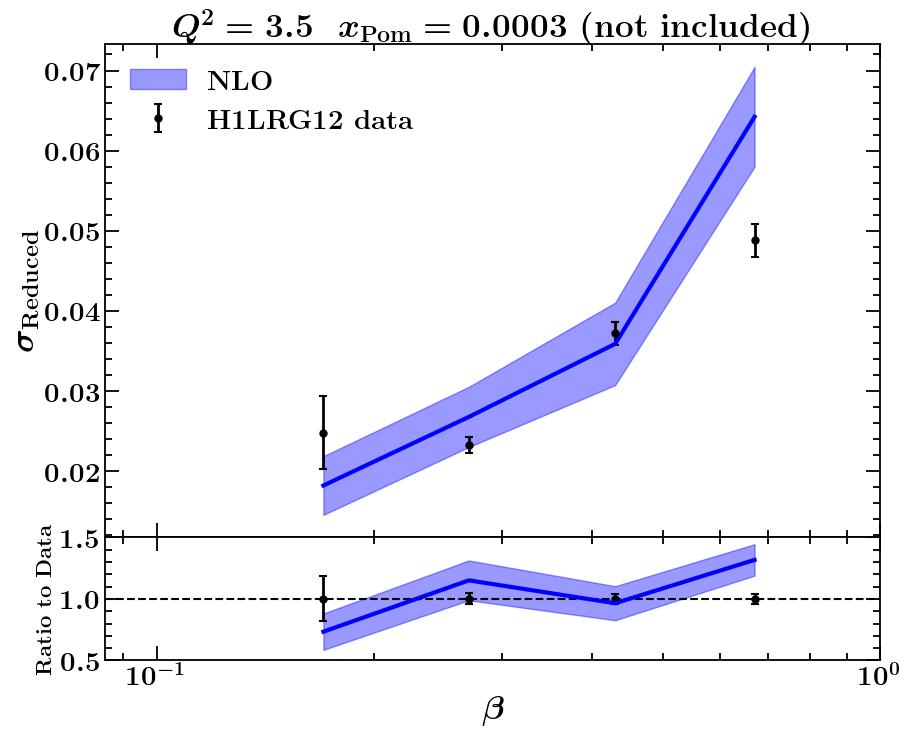 Q² = 3.5 x_Pom = 0.0003 (not included)
NLO
H1LRG12 data
0.07
0.06
0.05
0.04
0.03
0.02
σ_Reduced
1.5
1.0
0.5
Ratio to Data
10⁻¹ 10⁰
β